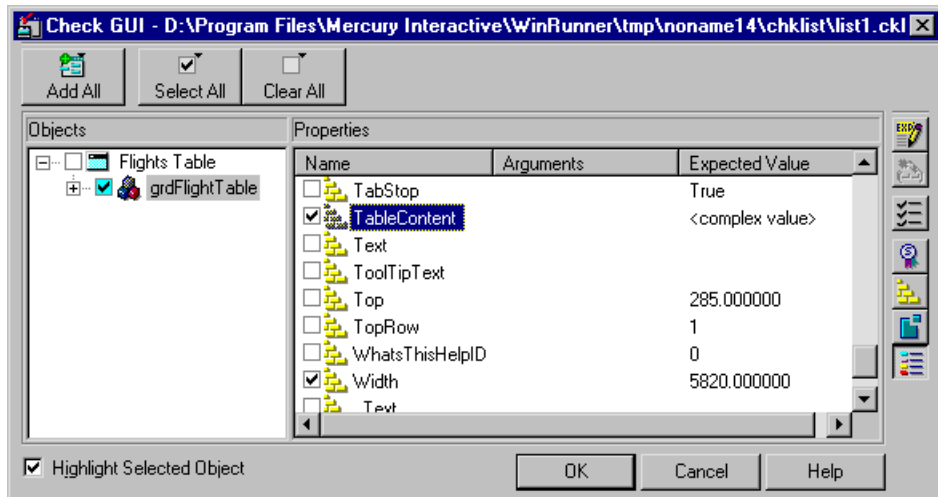 Check GUI - D:\Program Files\Mercury Interactive\WinRunner\tmp\noname14\chklist\list1.ckl
Add All Select All Clear All
Objects Properties
Flights Table
grdFlightTable
Name Arguments Expected Value
TabStop True
TableContent <complex value>
Text
ToolTipText
Top 285.000000
TopRow 1
WhatsThisHelpID 0
Width 5820.000000
_Text
Highlight Selected Object OK Cancel Help
EXP